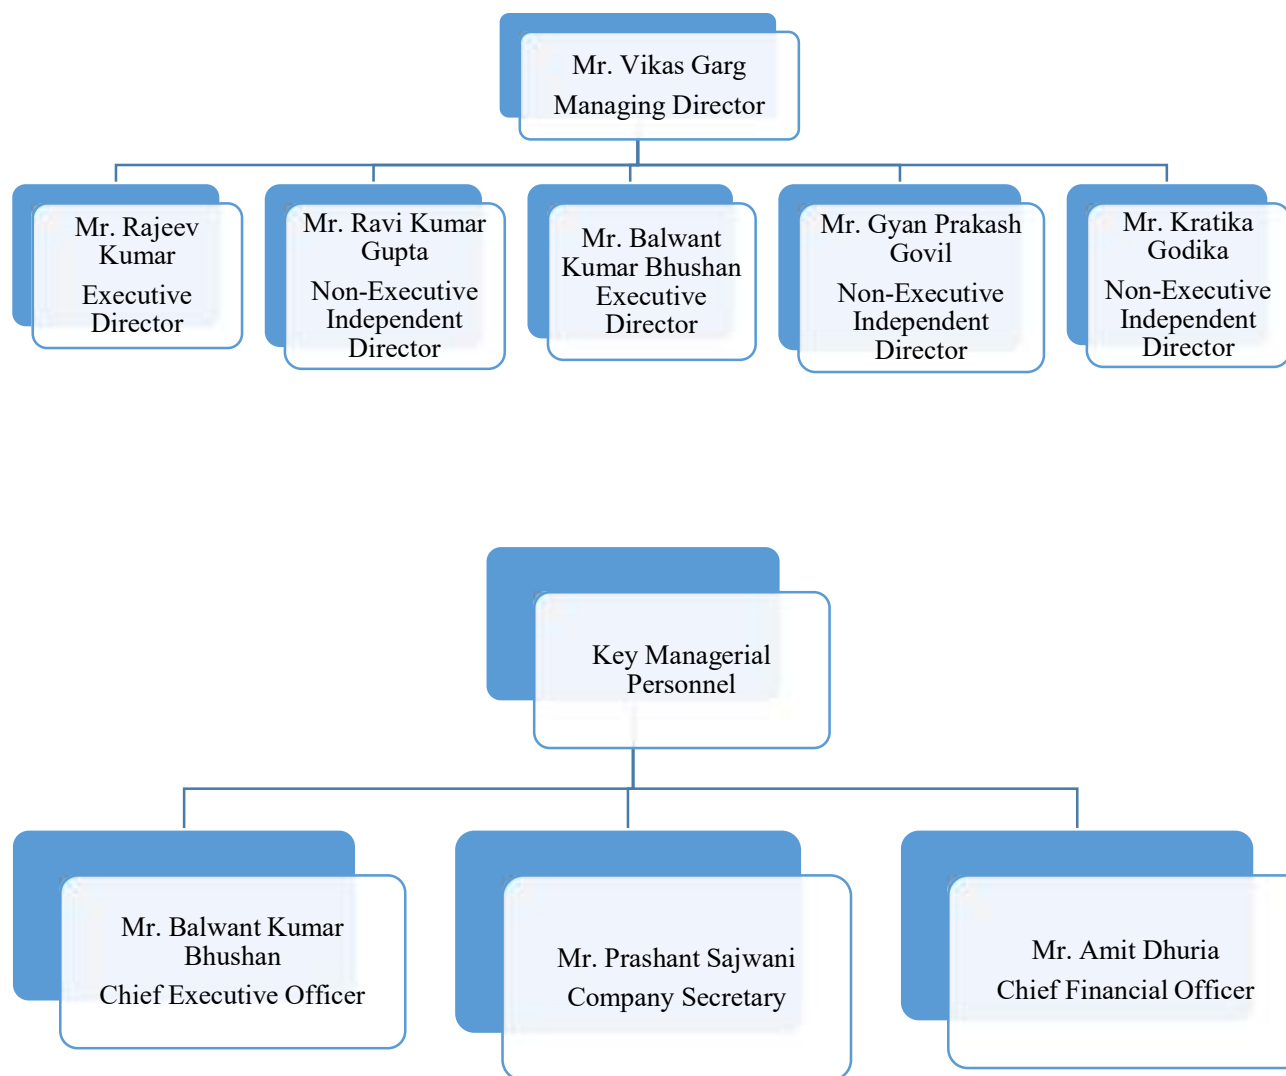 Mr. Vikas Garg
Managing Director
Mr. Rajeev
Kumar
Executive
Director
Mr. Ravi Kumar
Gupta
Non-Executive
Independent
Director
Mr. Balwant
Kumar Bhushan
Executive
Director
Mr. Gyan Prakash
Govil
Non-Executive
Independent
Director
Mr. Kratika
Godika
Non-Executive
Independent
Director
Key Managerial
Personnel
Mr. Balwant Kumar
Bhushan
Chief Executive Officer
Mr. Prashant Sajwani
Company Secretary
Mr. Amit Dhuria
Chief Financial Officer